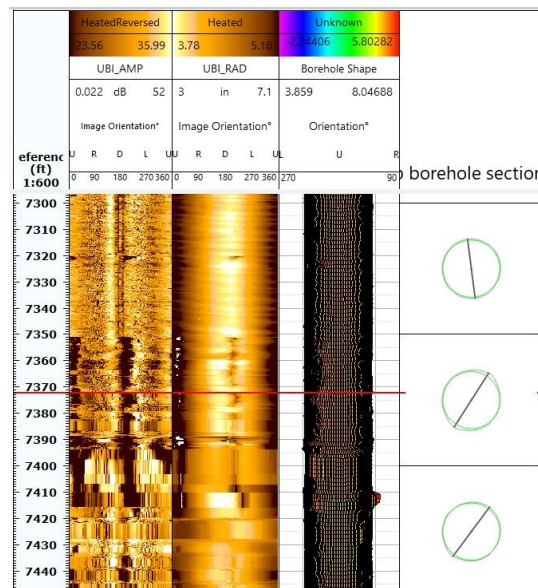 HeatedReversed Heated Unknown
23.56 35.99 3.78 5.18 5.80282
UBI_AMP UBI_RAD Borehole Shape
0.022 dB 52 3 in 7.1 3.859 8.04688
Image Orientation° Image Orientation° Orientation°
U R D L U U R D L U L U R
0 90 180 270 360 0 90 180 270 360 270 90
eferenc
(ft)
1:600
borehole section
7300
7310
7320
7330
7340
7350
7360
7370
7380
7390
7400
7410
7420
7430
7440